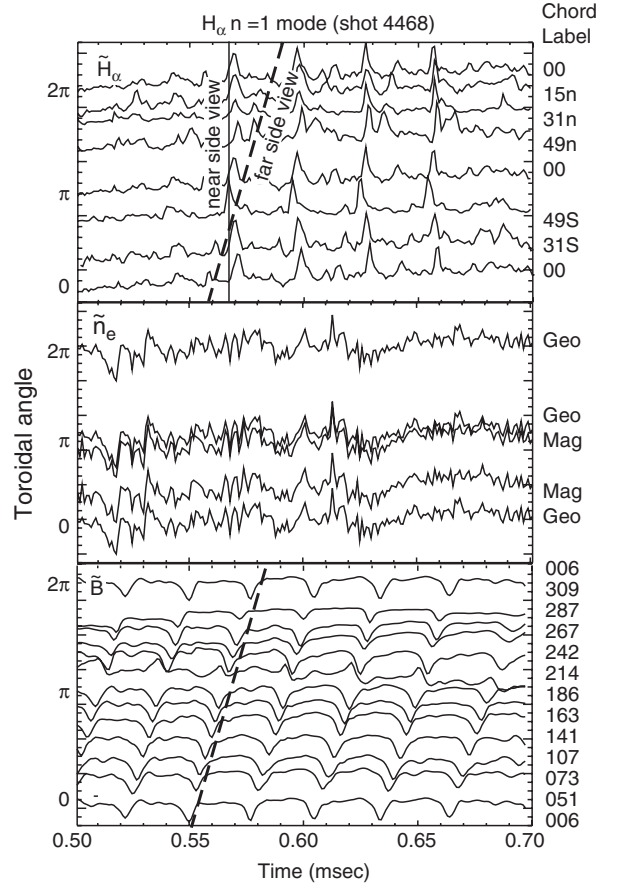 Hα n =1 mode (shot 4468)
Chord
Label
H̃α
2π
π
0
near side view
far side view
00
15n
31n
49n
00
49S
31S
00
ñe
2π
π
0
Geo
Geo
Mag
Mag
Geo
Toroidal angle
B̃
2π
π
0
006
309
287
267
242
214
186
163
141
107
073
051
006
0.50
0.55
0.60
0.65
0.70
Time (msec)